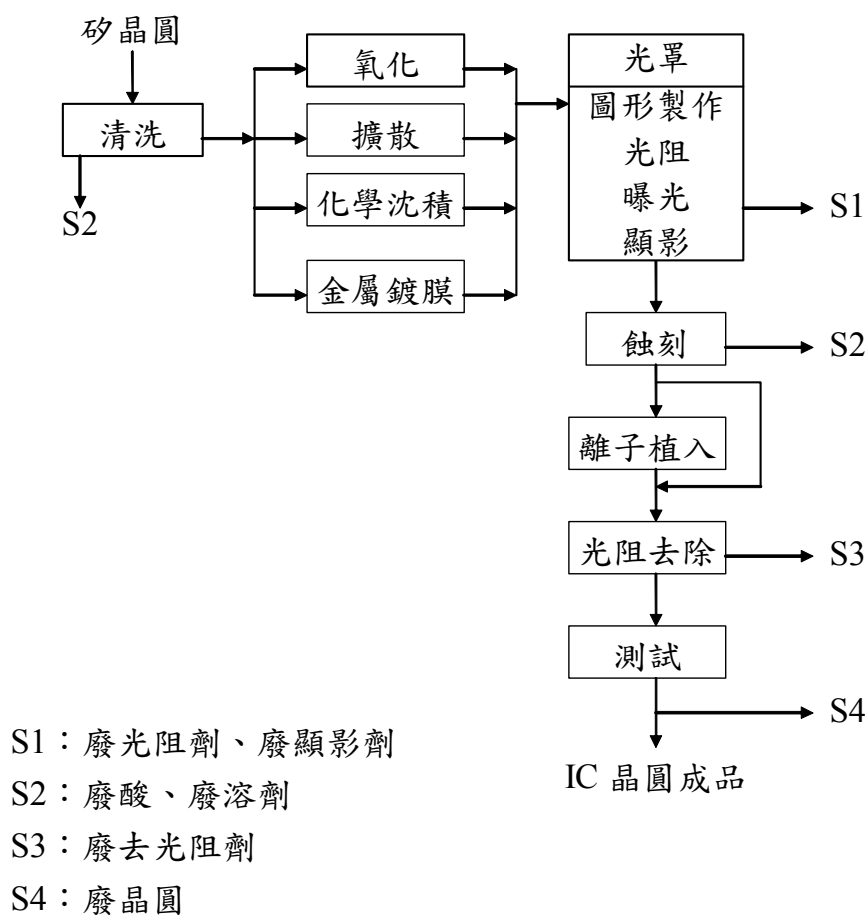 矽晶圓
清洗
S2
氧化
擴散
化學沈積
金屬鍍膜
光罩
圖形製作
光阻
曝光
顯影
S1
蝕刻
S2
離子植入
光阻去除
S3
測試
S4
IC 晶圓成品
S1：廢光阻劑、廢顯影劑
S2：廢酸、廢溶劑
S3：廢去光阻劑
S4：廢晶圓